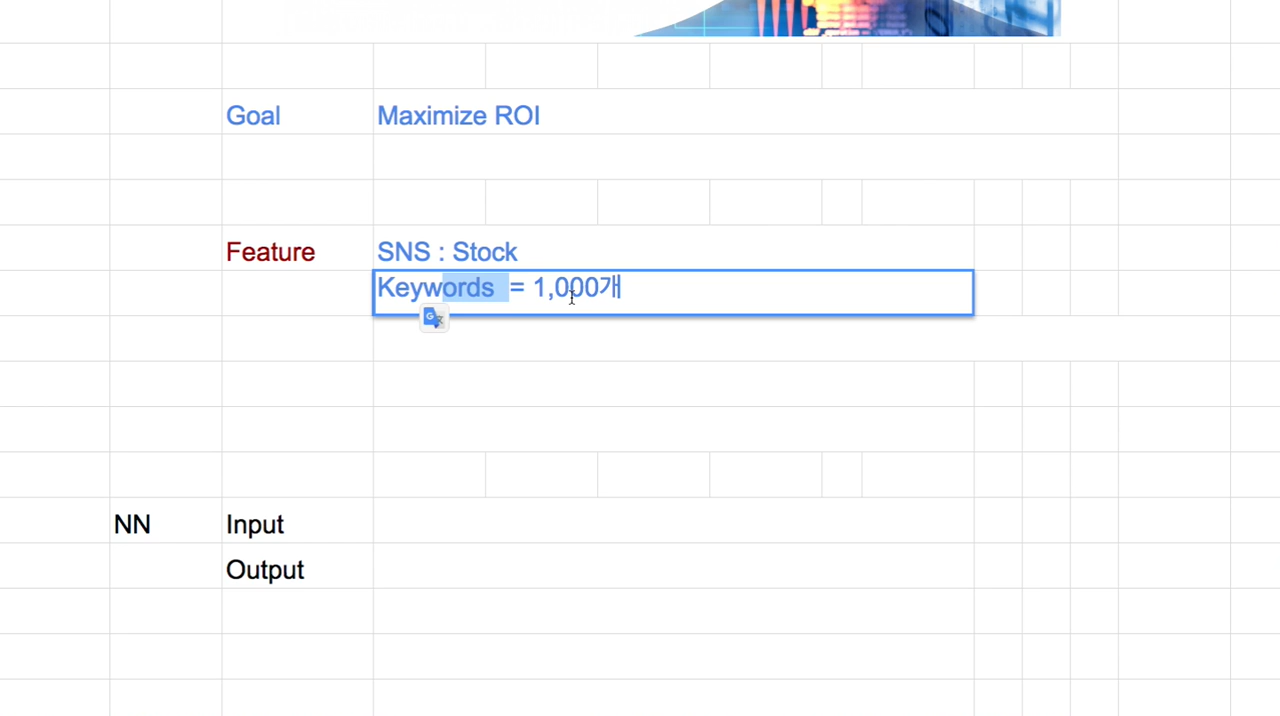 Goal Maximize ROI
Feature SNS : Stock
Keywords = 1,000개
NN Input
Output